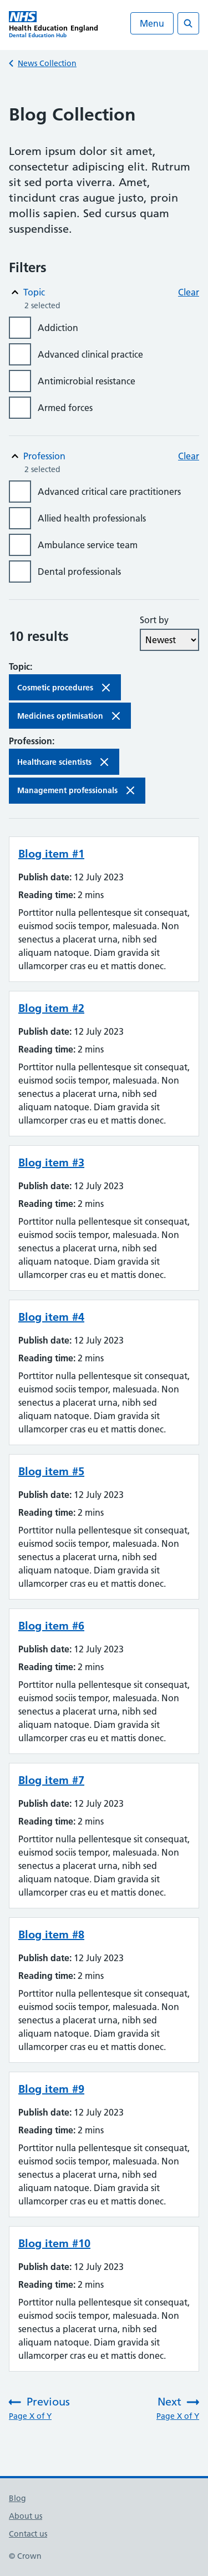 NHS
Health Education England
Dental Education Hub
Menu
News Collection
Blog Collection
Lorem ipsum dolor sit amet,
consectetur adipiscing elit. Rutrum
sit sed porta viverra. Amet,
tincidunt cras augue justo, proin
mollis sapien. Sed cursus quam
suspendisse.
Filters
Topic
Clear
2 selected
Addiction
Advanced clinical practice
Antimicrobial resistance
Armed forces
Profession
Clear
2 selected
Advanced critical care practioners
Allied health professionals
Ambulance service team
Dental professionals
10 results
Sort by
Newest
Topic:
Cosmetic procedures
Medicines optimisation
Profession:
Healthcare scientists
Management professionals
Blog item #1
Publish date: 12 July 2023
Reading time: 2 mins
Porttitor nulla pellentesque sit consequat,
euismod sociis tempor, malesuada. Non
senectus a placerat urna, nibh sed
aliquam natoque. Diam gravida sit
ullamcorper cras eu et mattis donec.
Blog item #2
Publish date: 12 July 2023
Reading time: 2 mins
Porttitor nulla pellentesque sit consequat,
euismod sociis tempor, malesuada. Non
senectus a placerat urna, nibh sed
aliquam natoque. Diam gravida sit
ullamcorper cras eu et mattis donec.
Blog item #3
Publish date: 12 July 2023
Reading time: 2 mins
Porttitor nulla pellentesque sit consequat,
euismod sociis tempor, malesuada. Non
senectus a placerat urna, nibh sed
aliquam natoque. Diam gravida sit
ullamcorper cras eu et mattis donec.
Blog item #4
Publish date: 12 July 2023
Reading time: 2 mins
Porttitor nulla pellentesque sit consequat,
euismod sociis tempor, malesuada. Non
senectus a placerat urna, nibh sed
aliquam natoque. Diam gravida sit
ullamcorper cras eu et mattis donec.
Blog item #5
Publish date: 12 July 2023
Reading time: 2 mins
Porttitor nulla pellentesque sit consequat,
euismod sociis tempor, malesuada. Non
senectus a placerat urna, nibh sed
aliquam natoque. Diam gravida sit
ullamcorper cras eu et mattis donec.
Blog item #6
Publish date: 12 July 2023
Reading time: 2 mins
Porttitor nulla pellentesque sit consequat,
euismod sociis tempor, malesuada. Non
senectus a placerat urna, nibh sed
aliquam natoque. Diam gravida sit
ullamcorper cras eu et mattis donec.
Blog item #7
Publish date: 12 July 2023
Reading time: 2 mins
Porttitor nulla pellentesque sit consequat,
euismod sociis tempor, malesuada. Non
senectus a placerat urna, nibh sed
aliquam natoque. Diam gravida sit
ullamcorper cras eu et mattis donec.
Blog item #8
Publish date: 12 July 2023
Reading time: 2 mins
Porttitor nulla pellentesque sit consequat,
euismod sociis tempor, malesuada. Non
senectus a placerat urna, nibh sed
aliquam natoque. Diam gravida sit
ullamcorper cras eu et mattis donec.
Blog item #9
Publish date: 12 July 2023
Reading time: 2 mins
Porttitor nulla pellentesque sit consequat,
euismod sociis tempor, malesuada. Non
senectus a placerat urna, nibh sed
aliquam natoque. Diam gravida sit
ullamcorper cras eu et mattis donec.
Blog item #10
Publish date: 12 July 2023
Reading time: 2 mins
Porttitor nulla pellentesque sit consequat,
euismod sociis tempor, malesuada. Non
senectus a placerat urna, nibh sed
aliquam natoque. Diam gravida sit
ullamcorper cras eu et mattis donec.
Previous
Next
Page X of Y
Page X of Y
Blog
About us
Contact us
© Crown